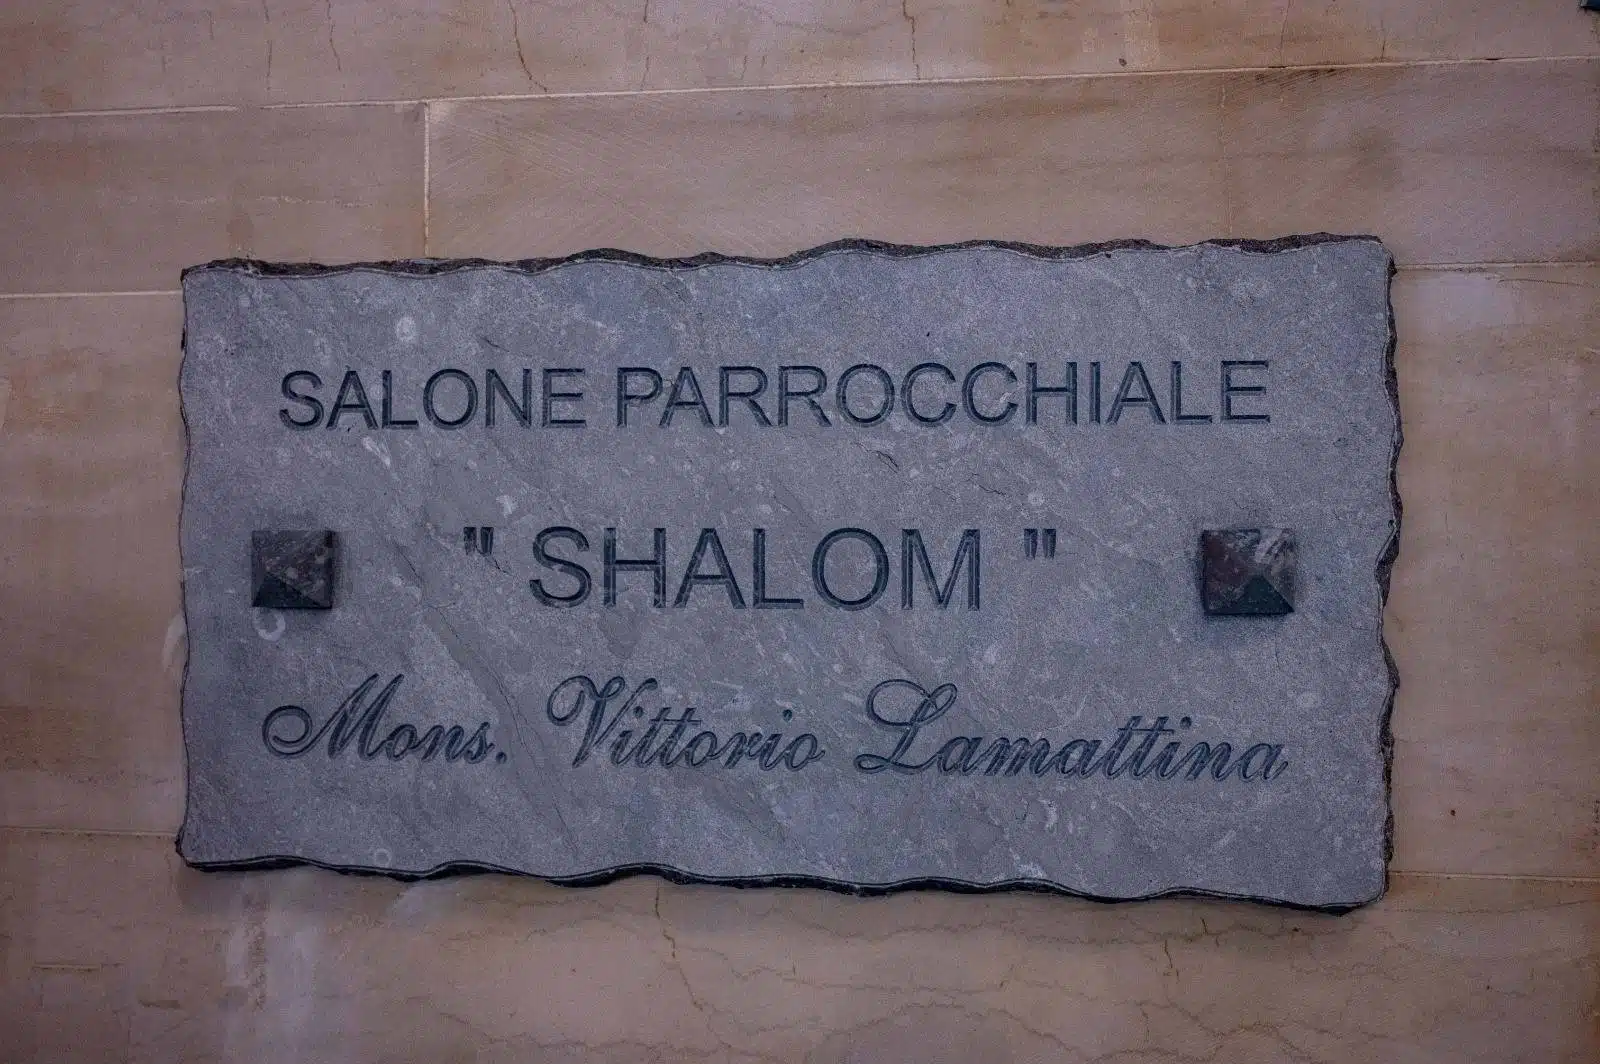 SALONE PARROCCHIALE
" SHALOM "
Mons. Vittorio Lamattina